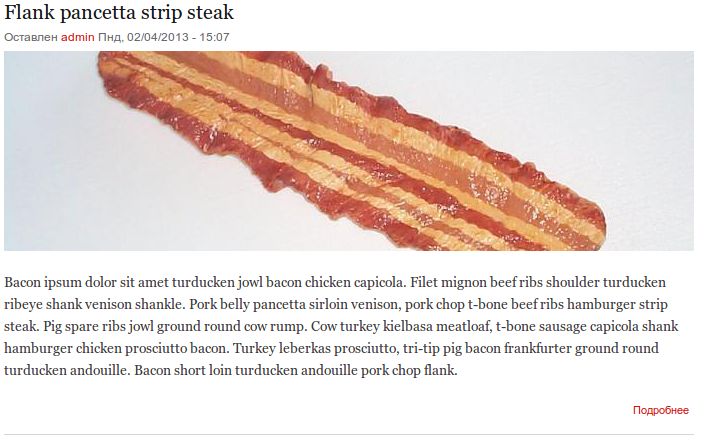 Flank pancetta strip steak
Оставлен admin Пнд, 02/04/2013 - 15:07
Bacon ipsum dolor sit amet turducken jowl bacon chicken capicola. Filet mignon beef ribs shoulder turducken
ribeye shank venison shankle. Pork belly pancetta sirloin venison, pork chop t-bone beef ribs hamburger strip
steak. Pig spare ribs jowl ground round cow rump. Cow turkey kielbasa meatloaf, t-bone sausage capicola shank
hamburger chicken prosciutto bacon. Turkey leberkas prosciutto, tri-tip pig bacon frankfurter ground round
turducken andouille. Bacon short loin turducken andouille pork chop flank.
Подробнее